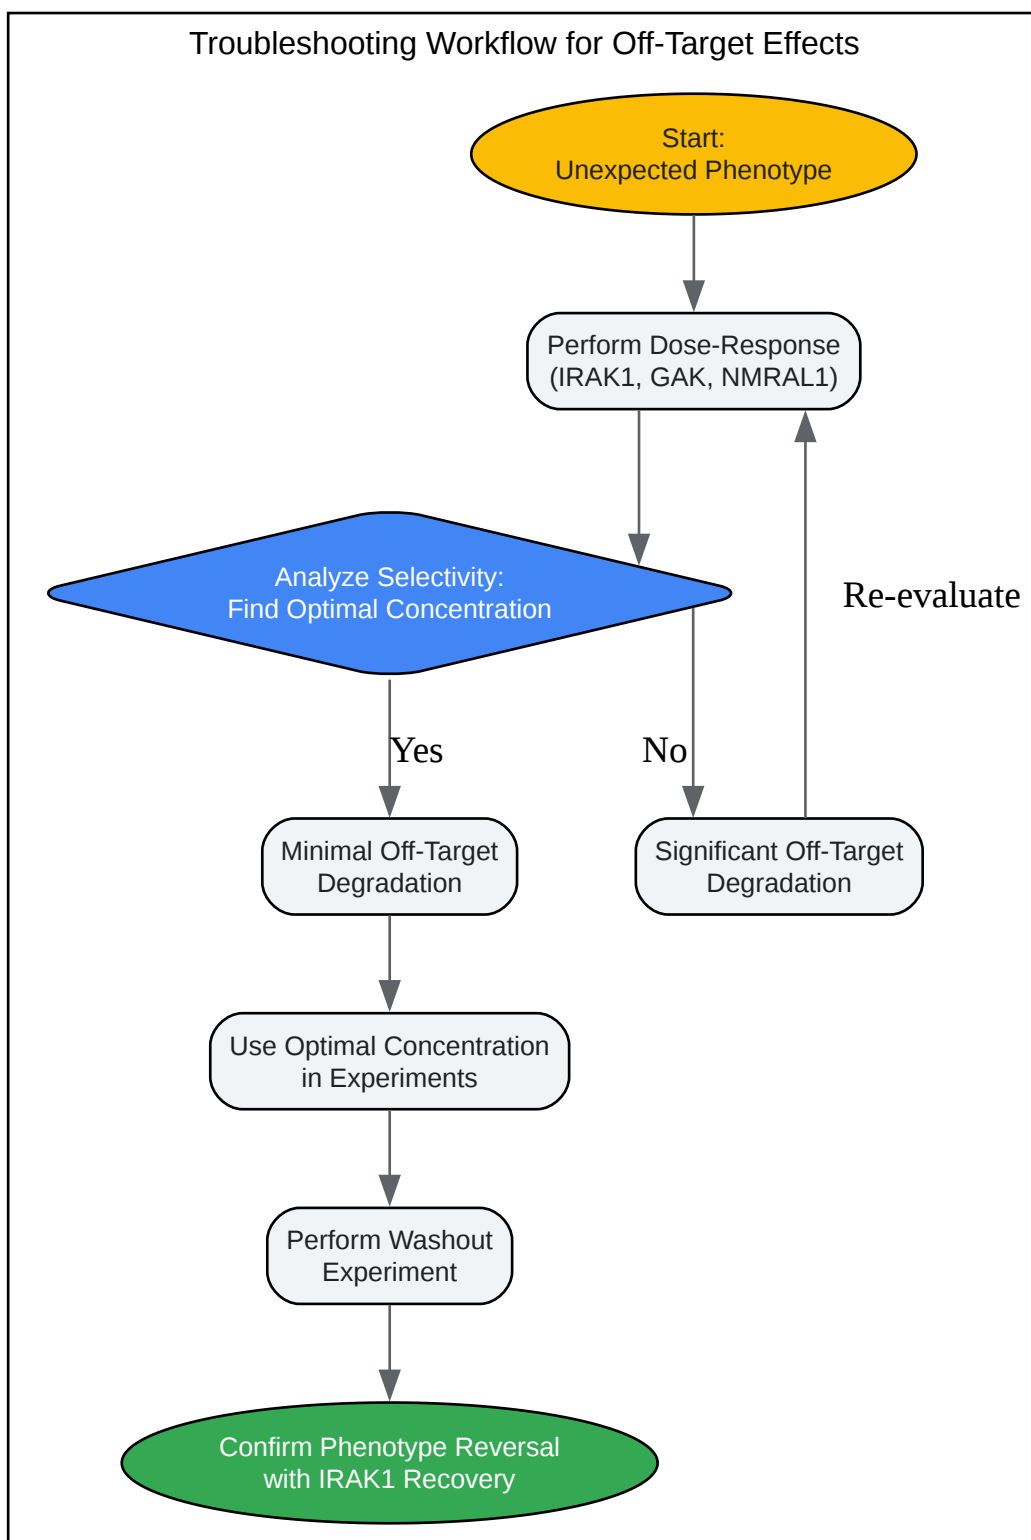 Troubleshooting Workflow for Off-Target Effects
Start:
Unexpected Phenotype
Perform Dose-Response
(IRAK1, GAK, NMRAL1)
Analyze Selectivity:
Find Optimal Concentration
Re-evaluate
Yes
No
Minimal Off-Target
Degradation
Significant Off-Target
Degradation
Use Optimal Concentration
in Experiments
Perform Washout
Experiment
Confirm Phenotype Reversal
with IRAK1 Recovery